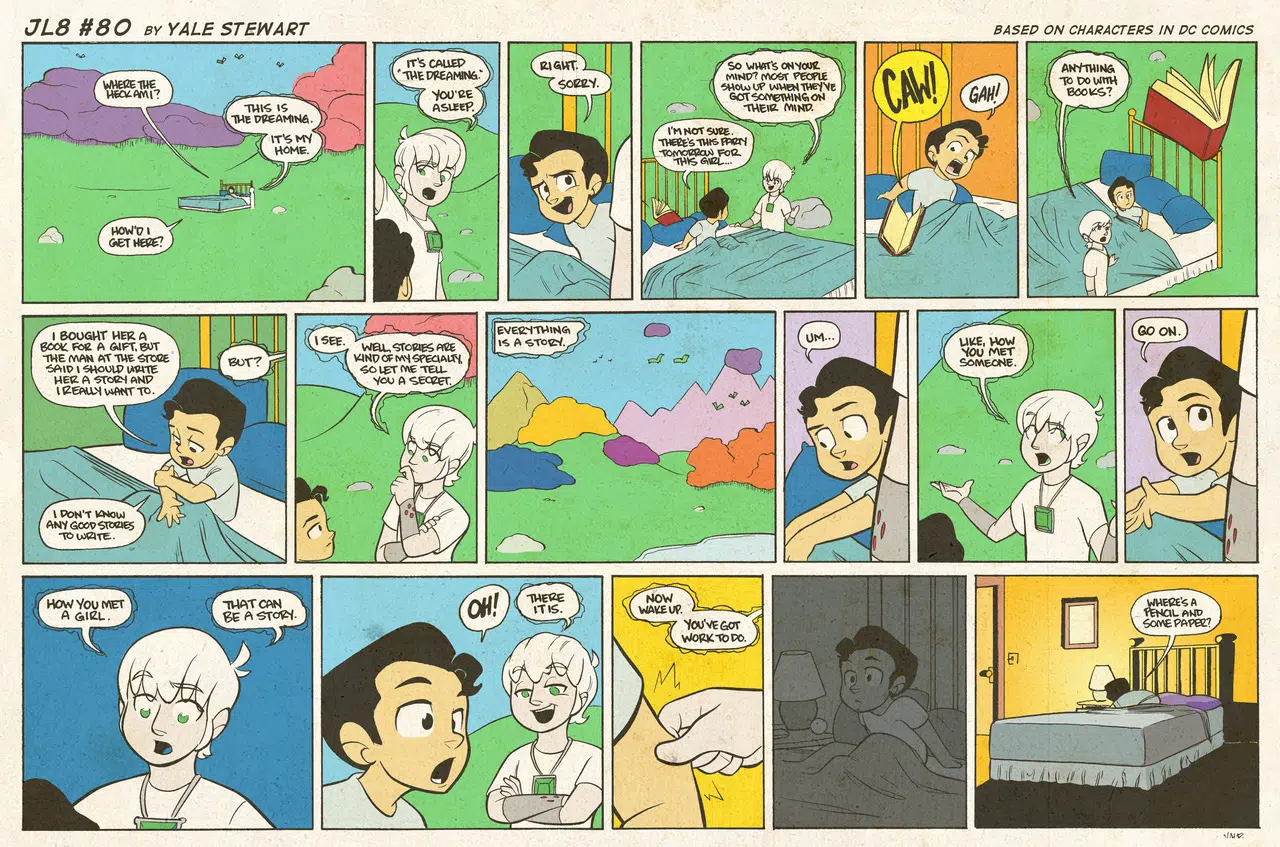 JL8 #80 BY YALE STEWART
BASED ON CHARACTERS IN DC COMICS
WHERE THE
HECK AM I?
THIS IS
THE DREAMING.
IT'S MY
HOME.
HOW'D I
GET HERE?
IT'S CALLED
"THE DREAMING."
YOU'RE
ASLEEP.
RIGHT.
SORRY.
SO WHAT'S ON YOUR
MIND? MOST PEOPLE
SHOW UP WHEN THEY'VE
GOT SOMETHING ON
THEIR MIND.
I'M NOT SURE.
THERE'S THIS PARTY
TOMORROW FOR
THIS GIRL...
CAW!
GAH!
ANYTHING
TO DO WITH
BOOKS?
I BOUGHT HER A
BOOK FOR A GIFT, BUT
THE MAN AT THE STORE
SAID I SHOULD WRITE
HER A STORY AND
I REALLY WANT TO.
BUT?
I DON'T KNOW
ANY GOOD STORIES
TO WRITE.
I SEE.
WELL, STORIES ARE
KIND OF MY SPECIALTY,
SO LET ME TELL
YOU A SECRET.
EVERYTHING
IS A STORY.
UM...
LIKE, HOW
YOU MET
SOMEONE.
GO ON.
HOW YOU MET
A GIRL.
THAT CAN
BE A STORY.
OH!
THERE
IT IS.
NOW
WAKE UP.
YOU'VE GOT
WORK TO DO.
WHERE'S A
PENCIL AND
SOME PAPER?